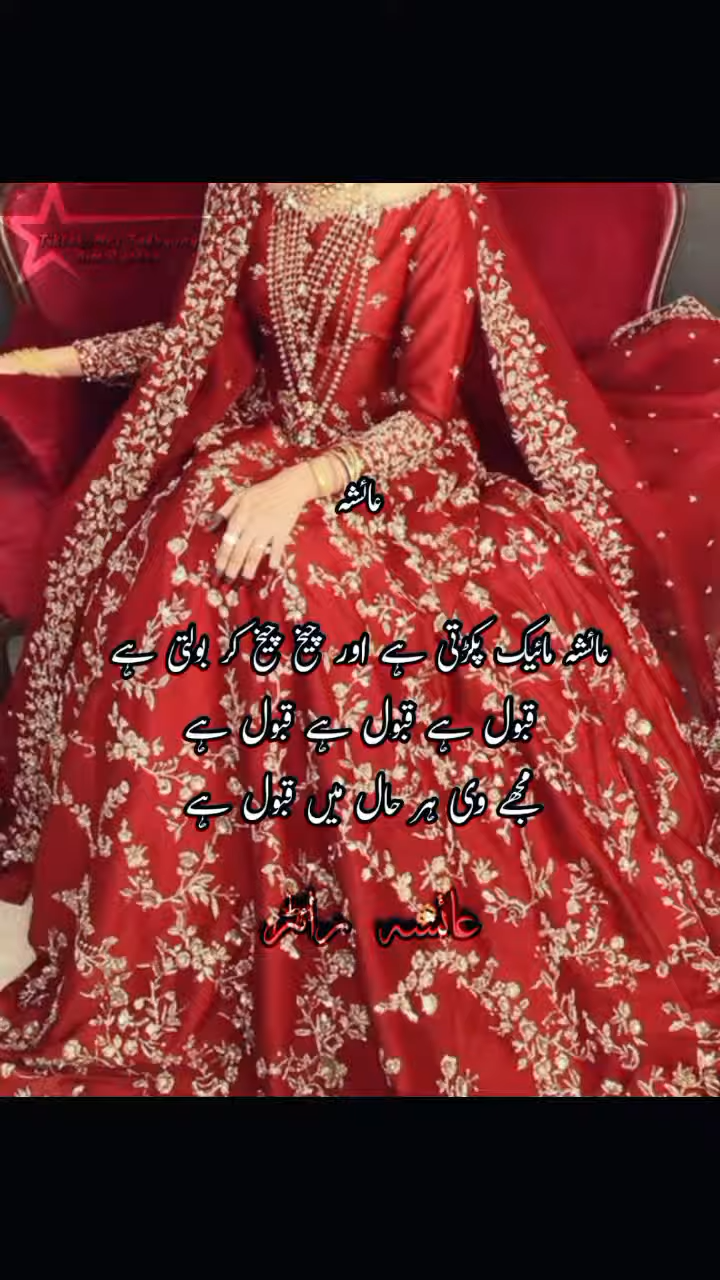 عائشہ
عائشہ مائیک پکڑتی ہے اور چیخ چیخ کر بولتی ہے
قبول ہے قبول ہے قبول ہے
مجھے وی ہر حال میں قبول ہے
عائشہ رائٹر